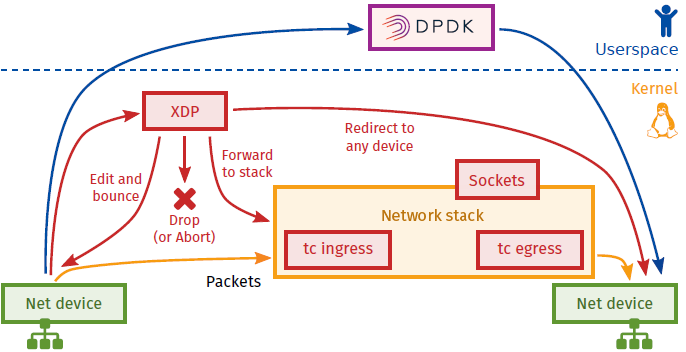 DPDK
Userspace
Kernel
XDP
Redirect to
any device
Forward
to stack
Edit and
bounce
Sockets
Drop
(or Abort)
Network stack
tc ingress
tc egress
Packets
Net device
Net device